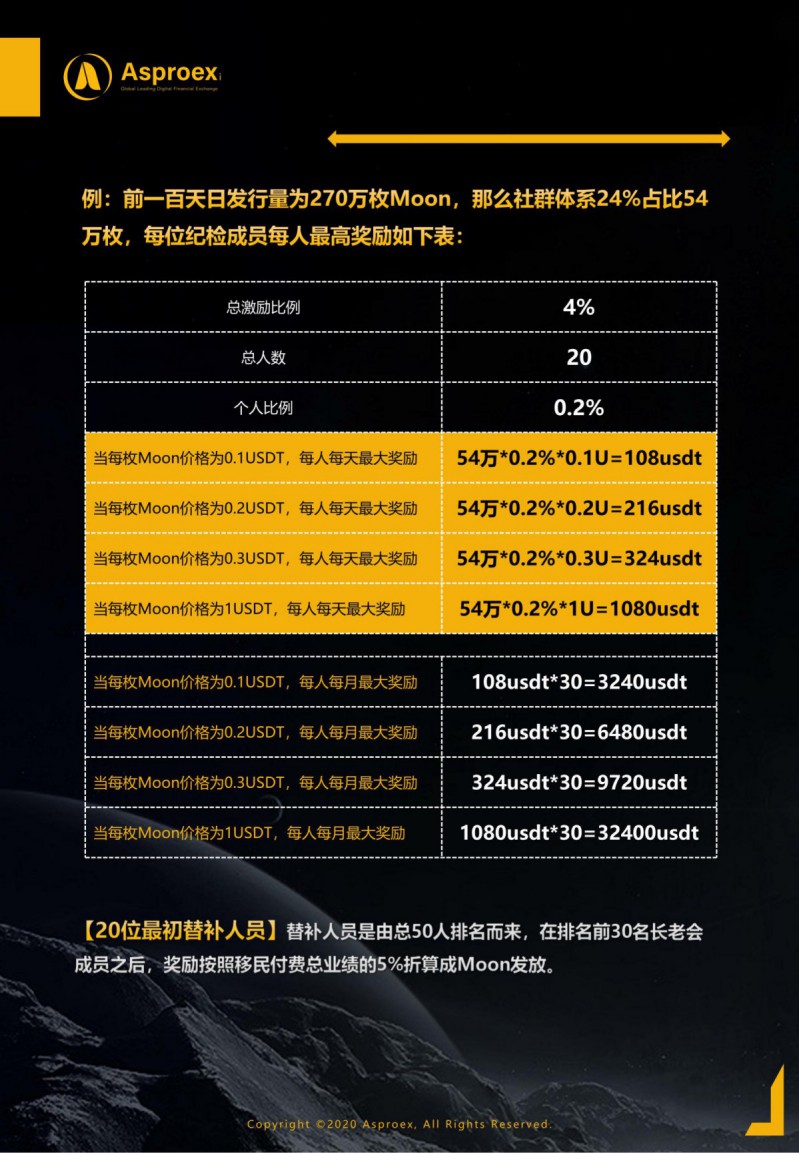 Asproex
Global Leading Digital Financial Exchange
例：前一百天日发行量为270万枚Moon，那么社群体系24%占比54
万枚，每位纪检成员每人最高奖励如下表：
总激励比例 4%
总人数 20
个人比例 0.2%
当每枚Moon价格为0.1USDT，每人每天最大奖励 54万*0.2%*0.1U=108usdt
当每枚Moon价格为0.2USDT，每人每天最大奖励 54万*0.2%*0.2U=216usdt
当每枚Moon价格为0.3USDT，每人每天最大奖励 54万*0.2%*0.3U=324usdt
当每枚Moon价格为1USDT，每人每天最大奖励 54万*0.2%*1U=1080usdt
当每枚Moon价格为0.1USDT，每人每月最大奖励 108usdt*30=3240usdt
当每枚Moon价格为0.2USDT，每人每月最大奖励 216usdt*30=6480usdt
当每枚Moon价格为0.3USDT，每人每月最大奖励 324usdt*30=9720usdt
当每枚Moon价格为1USDT，每人每月最大奖励 1080usdt*30=32400usdt
【20位最初替补人员】替补人员是由总50人排名而来，在排名前30名长老会
成员之后，奖励按照移民付费总业绩的5%折算成Moon发放。
Copyright ©2020 Asproex, All Rights Reserved.